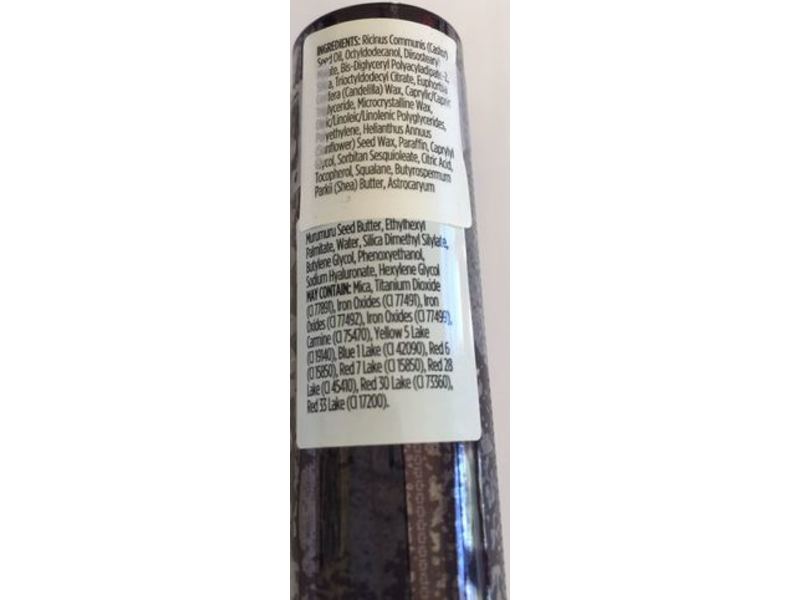 INGREDIENTS: Ricinus Communis (Castor)
Seed Oil, Octyldodecanol, Diisostearyl
Bis-Diglyceryl Polyacyladipate-2,
Trioctyldodecyl Citrate, Euphorbia
(Candelilla) Wax, Caprylic/Capric
Microcrystalline Wax,
/Linoleic/Linolenic Polyglycerides,
Helianthus Annuus
(Sunflower) Seed Wax, Paraffin, Caprylyl
Glycol, Sorbitan Sesquioleate, Citric Acid,
Tocopherol, Squalane, Butyrospermum
Parkii (Shea) Butter, Astrocaryum
Murumuru Seed Butter, Ethylhexyl
Palmitate, Water, Silica Dimethyl Silylate,
Butylene Glycol, Phenoxyethanol,
Sodium Hyaluronate, Hexylene Glycol
MAY CONTAIN: Mica, Titanium Dioxide
(CI 77891), Iron Oxides (CI 77491), Iron
Oxides (CI 77492), Iron Oxides (CI 77499),
Carmine (CI 75470), Yellow 5 Lake
(CI 19140), Blue 1 Lake (CI 42090), Red 6
(CI 15850), Red 7 Lake (CI 15850), Red 28
Lake (CI 45410), Red 30 Lake (CI 73360),
Red 33 Lake (CI 17200).